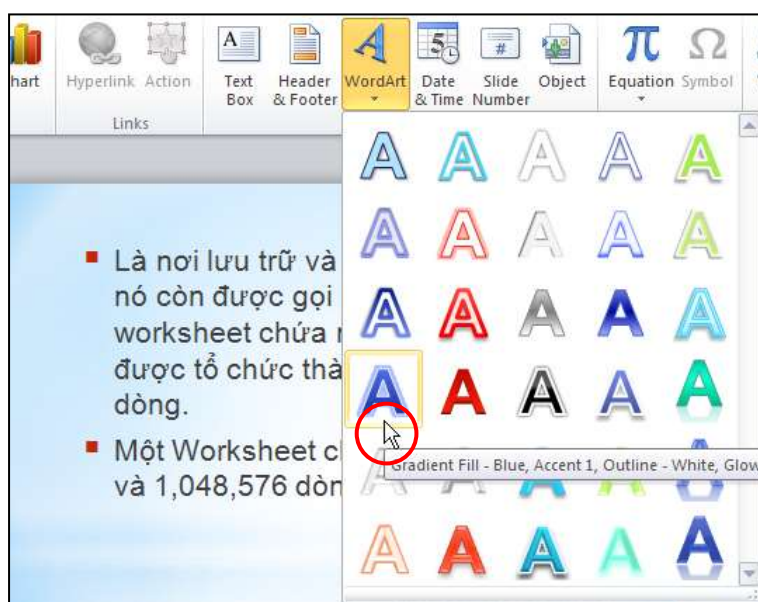 hart
Hyperlink Action
Text Box
Header & Footer
WordArt
Date & Time
Slide Number
Object
Equation
Symbol
Links
Là nơi lưu trữ và
nó còn được gọi
worksheet chứa
được tổ chức thà
dòng.
Một Worksheet
và 1,048,576 dòn
Gradient Fill - Blue, Accent 1, Outline - White, Glow